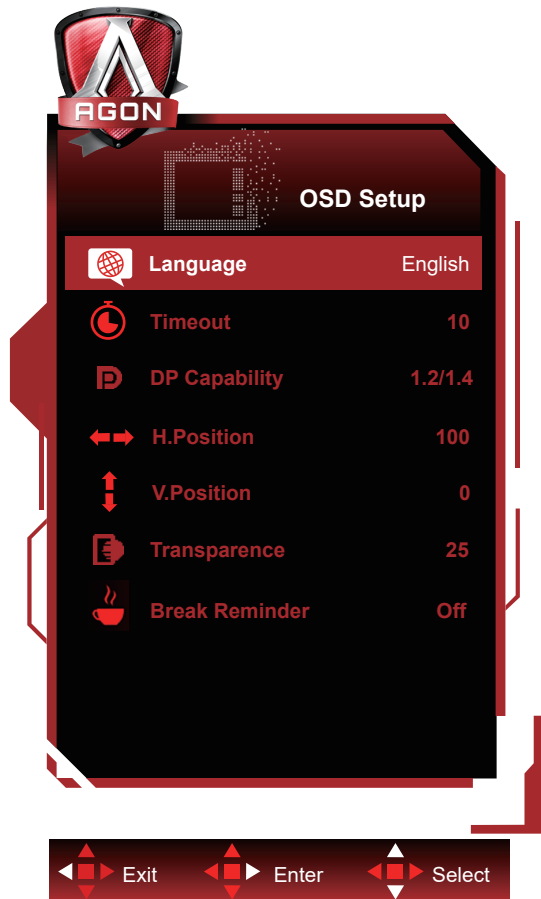 AGON
OSD Setup
Language English
Timeout 10
DP Capability 1.2/1.4
H.Position 100
V.Position 0
Transparence 25
Break Reminder Off
Exit Enter Select